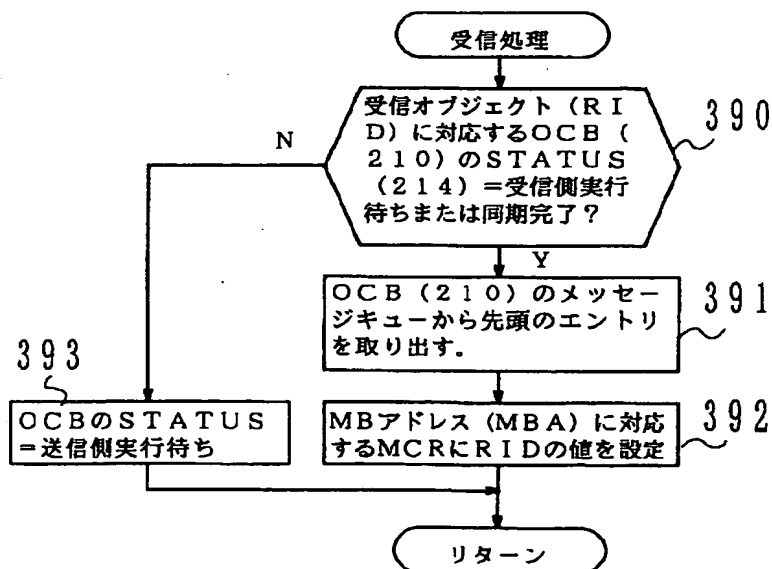 受信処理
受信オブジェクト(RI
D)に対応するOCB(
210)のSTATUS
(214)=受信側実行
待ちまたは同期完了?
390
N
Y
OCB(210)のメッセー
ジキューから先頭のエントリ
を取り出す。
391
393
OCBのSTATUS
=送信側実行待ち
MBアドレス(MBA)に対応
するMCRにRIDの値を設定
392
リターン